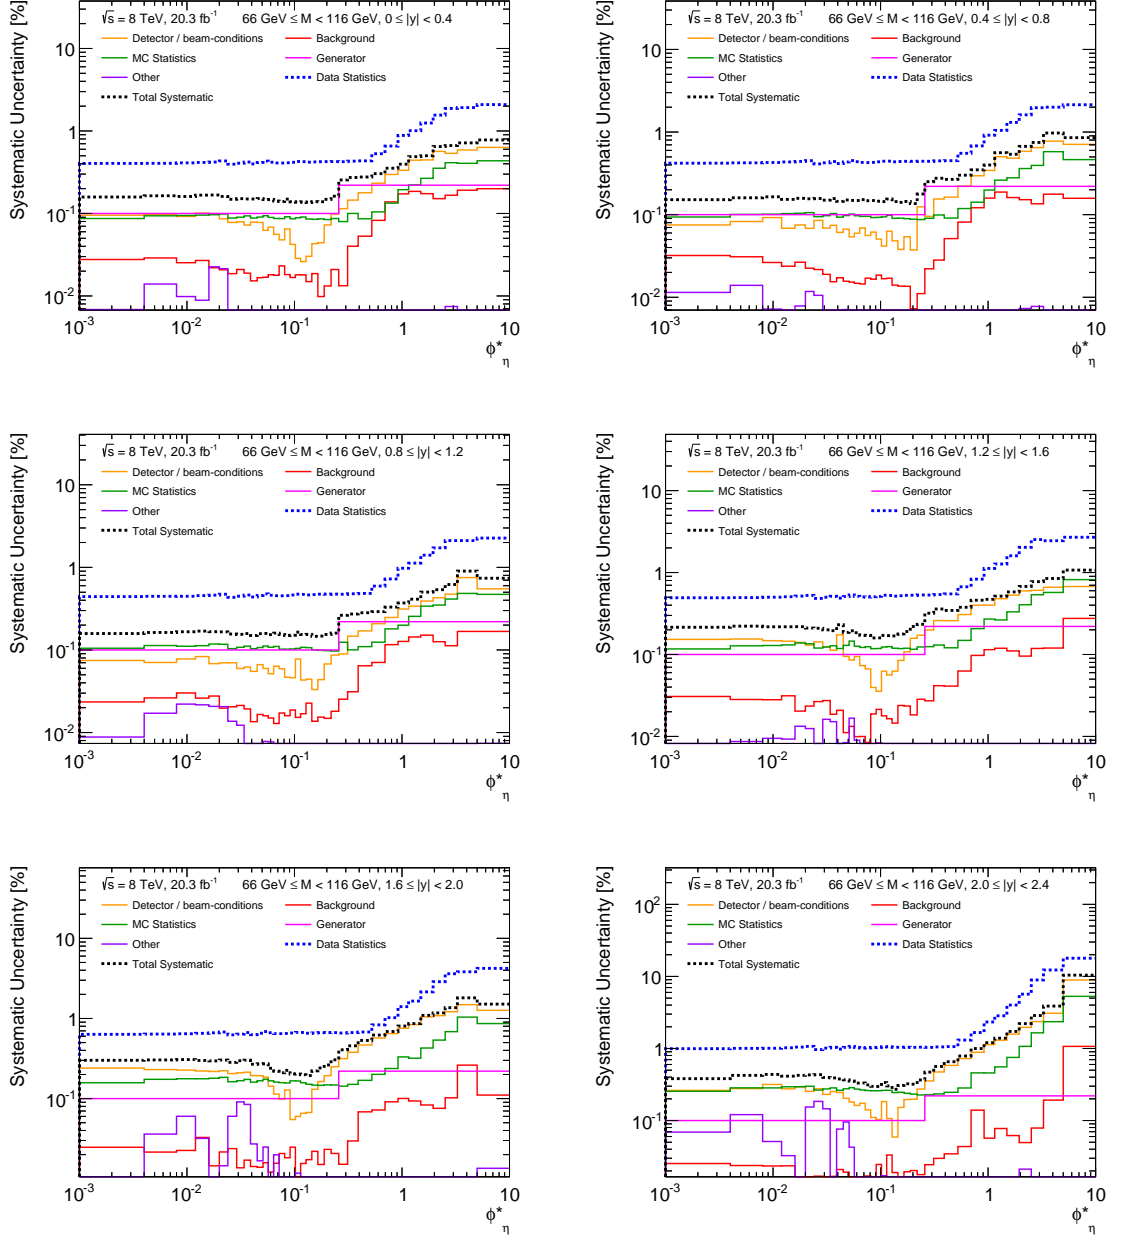 Systematic Uncertainty [%]
√s = 8 TeV, 20.3 fb⁻¹ 66 GeV ≤ M < 116 GeV, 0 ≤ |y| < 0.4
Detector / beam-conditions Background
MC Statistics Generator
Other Data Statistics
Total Systematic
10
1
10⁻¹
10⁻²
10⁻³ 10⁻² 10⁻¹ 1 10
ϕ*η
Systematic Uncertainty [%]
√s = 8 TeV, 20.3 fb⁻¹ 66 GeV ≤ M < 116 GeV, 0.4 ≤ |y| < 0.8
Detector / beam-conditions Background
MC Statistics Generator
Other Data Statistics
Total Systematic
10
1
10⁻¹
10⁻²
10⁻³ 10⁻² 10⁻¹ 1 10
ϕ*η
Systematic Uncertainty [%]
√s = 8 TeV, 20.3 fb⁻¹ 66 GeV ≤ M < 116 GeV, 0.8 ≤ |y| < 1.2
Detector / beam-conditions Background
MC Statistics Generator
Other Data Statistics
Total Systematic
10
1
10⁻¹
10⁻²
10⁻³ 10⁻² 10⁻¹ 1 10
ϕ*η
Systematic Uncertainty [%]
√s = 8 TeV, 20.3 fb⁻¹ 66 GeV ≤ M < 116 GeV, 1.2 ≤ |y| < 1.6
Detector / beam-conditions Background
MC Statistics Generator
Other Data Statistics
Total Systematic
10
1
10⁻¹
10⁻²
10⁻³ 10⁻² 10⁻¹ 1 10
ϕ*η
Systematic Uncertainty [%]
√s = 8 TeV, 20.3 fb⁻¹ 66 GeV ≤ M < 116 GeV, 1.6 ≤ |y| < 2.0
Detector / beam-conditions Background
MC Statistics Generator
Other Data Statistics
Total Systematic
10
1
10⁻¹
10⁻³ 10⁻² 10⁻¹ 1 10
ϕ*η
Systematic Uncertainty [%]
√s = 8 TeV, 20.3 fb⁻¹ 66 GeV ≤ M < 116 GeV, 2.0 ≤ |y| < 2.4
Detector / beam-conditions Background
MC Statistics Generator
Other Data Statistics
Total Systematic
10²
10
1
10⁻¹
10⁻³ 10⁻² 10⁻¹ 1 10
ϕ*η